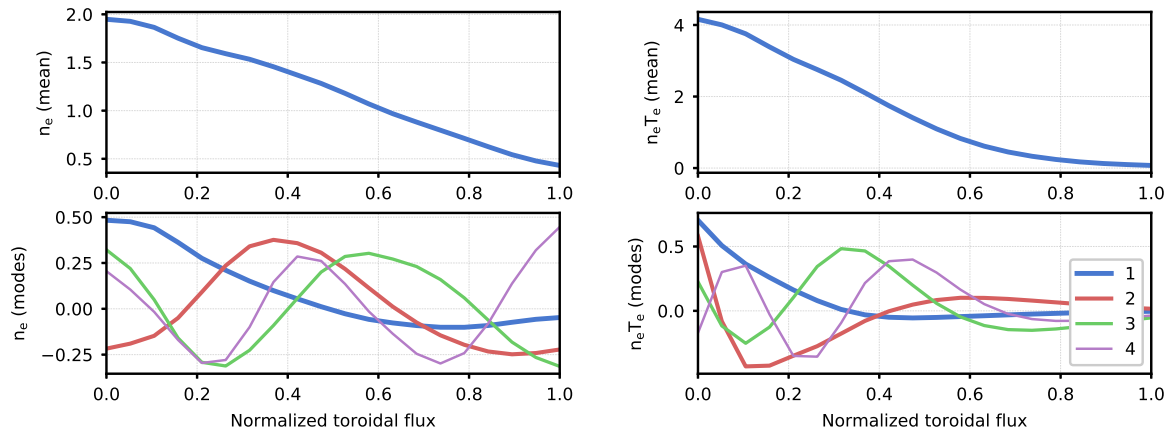 2.0
1.5
1.0
0.5
nₑ (mean)
0.0 0.2 0.4 0.6 0.8 1.0
4
2
0
nₑTₑ (mean)
0.0 0.2 0.4 0.6 0.8 1.0
0.50
0.25
0.00
−0.25
nₑ (modes)
0.0 0.2 0.4 0.6 0.8 1.0
Normalized toroidal flux
0.5
0.0
nₑTₑ (modes)
1
2
3
4
0.0 0.2 0.4 0.6 0.8 1.0
Normalized toroidal flux